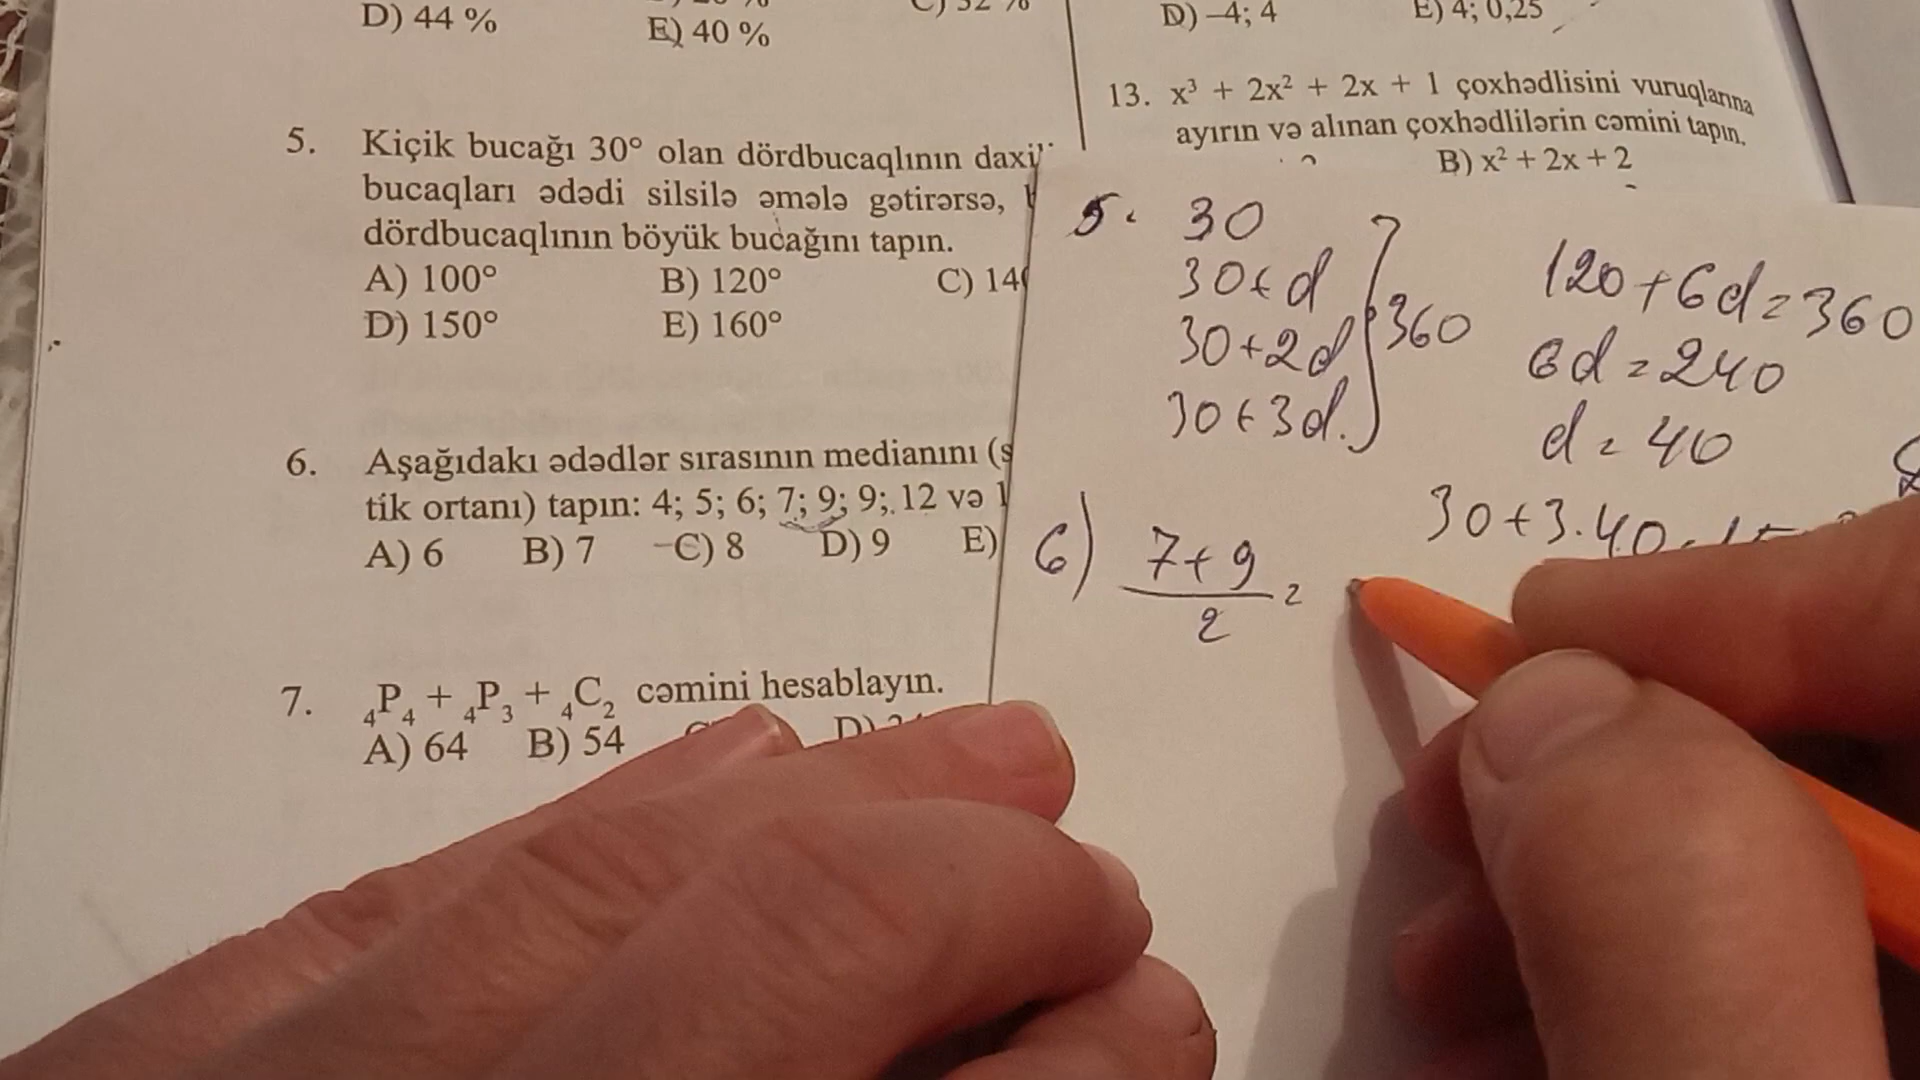 D) 44 %
E) 40 %
C) 32 %
5. Kiçik bucağı 30° olan dördbucaqlının
bucaqları ədədi silsilə əmələ gətirərsə,
dördbucaqlının böyük bucağını tapın.
A) 100° B) 120° C) 14
D) 150° E) 160°
6. Aşağıdakı ədədlər sırasının medianını
tik ortanı) tapın: 4; 5; 6; 7; 9; 9; 12 və 1
A) 6 B) 7 C) 8 D) 9 E)
7. ₄P₄ + ₄P₃ + ₄C₂ cəmini hesablayın.
A) 64 B) 54 D)
D) –4; 4 E) 4; 0,25
13. x³ + 2x² + 2x + 1 çoxhədlisini vuruqlarına
ayırın və alınan çoxhədlilərin cəmini tapın.
B) x² + 2x + 2
5. 30
30+d
30+2d
30+3d.
360
120+6d=360
6d=240
d=40
30+3.40
6) 7+9
2
=